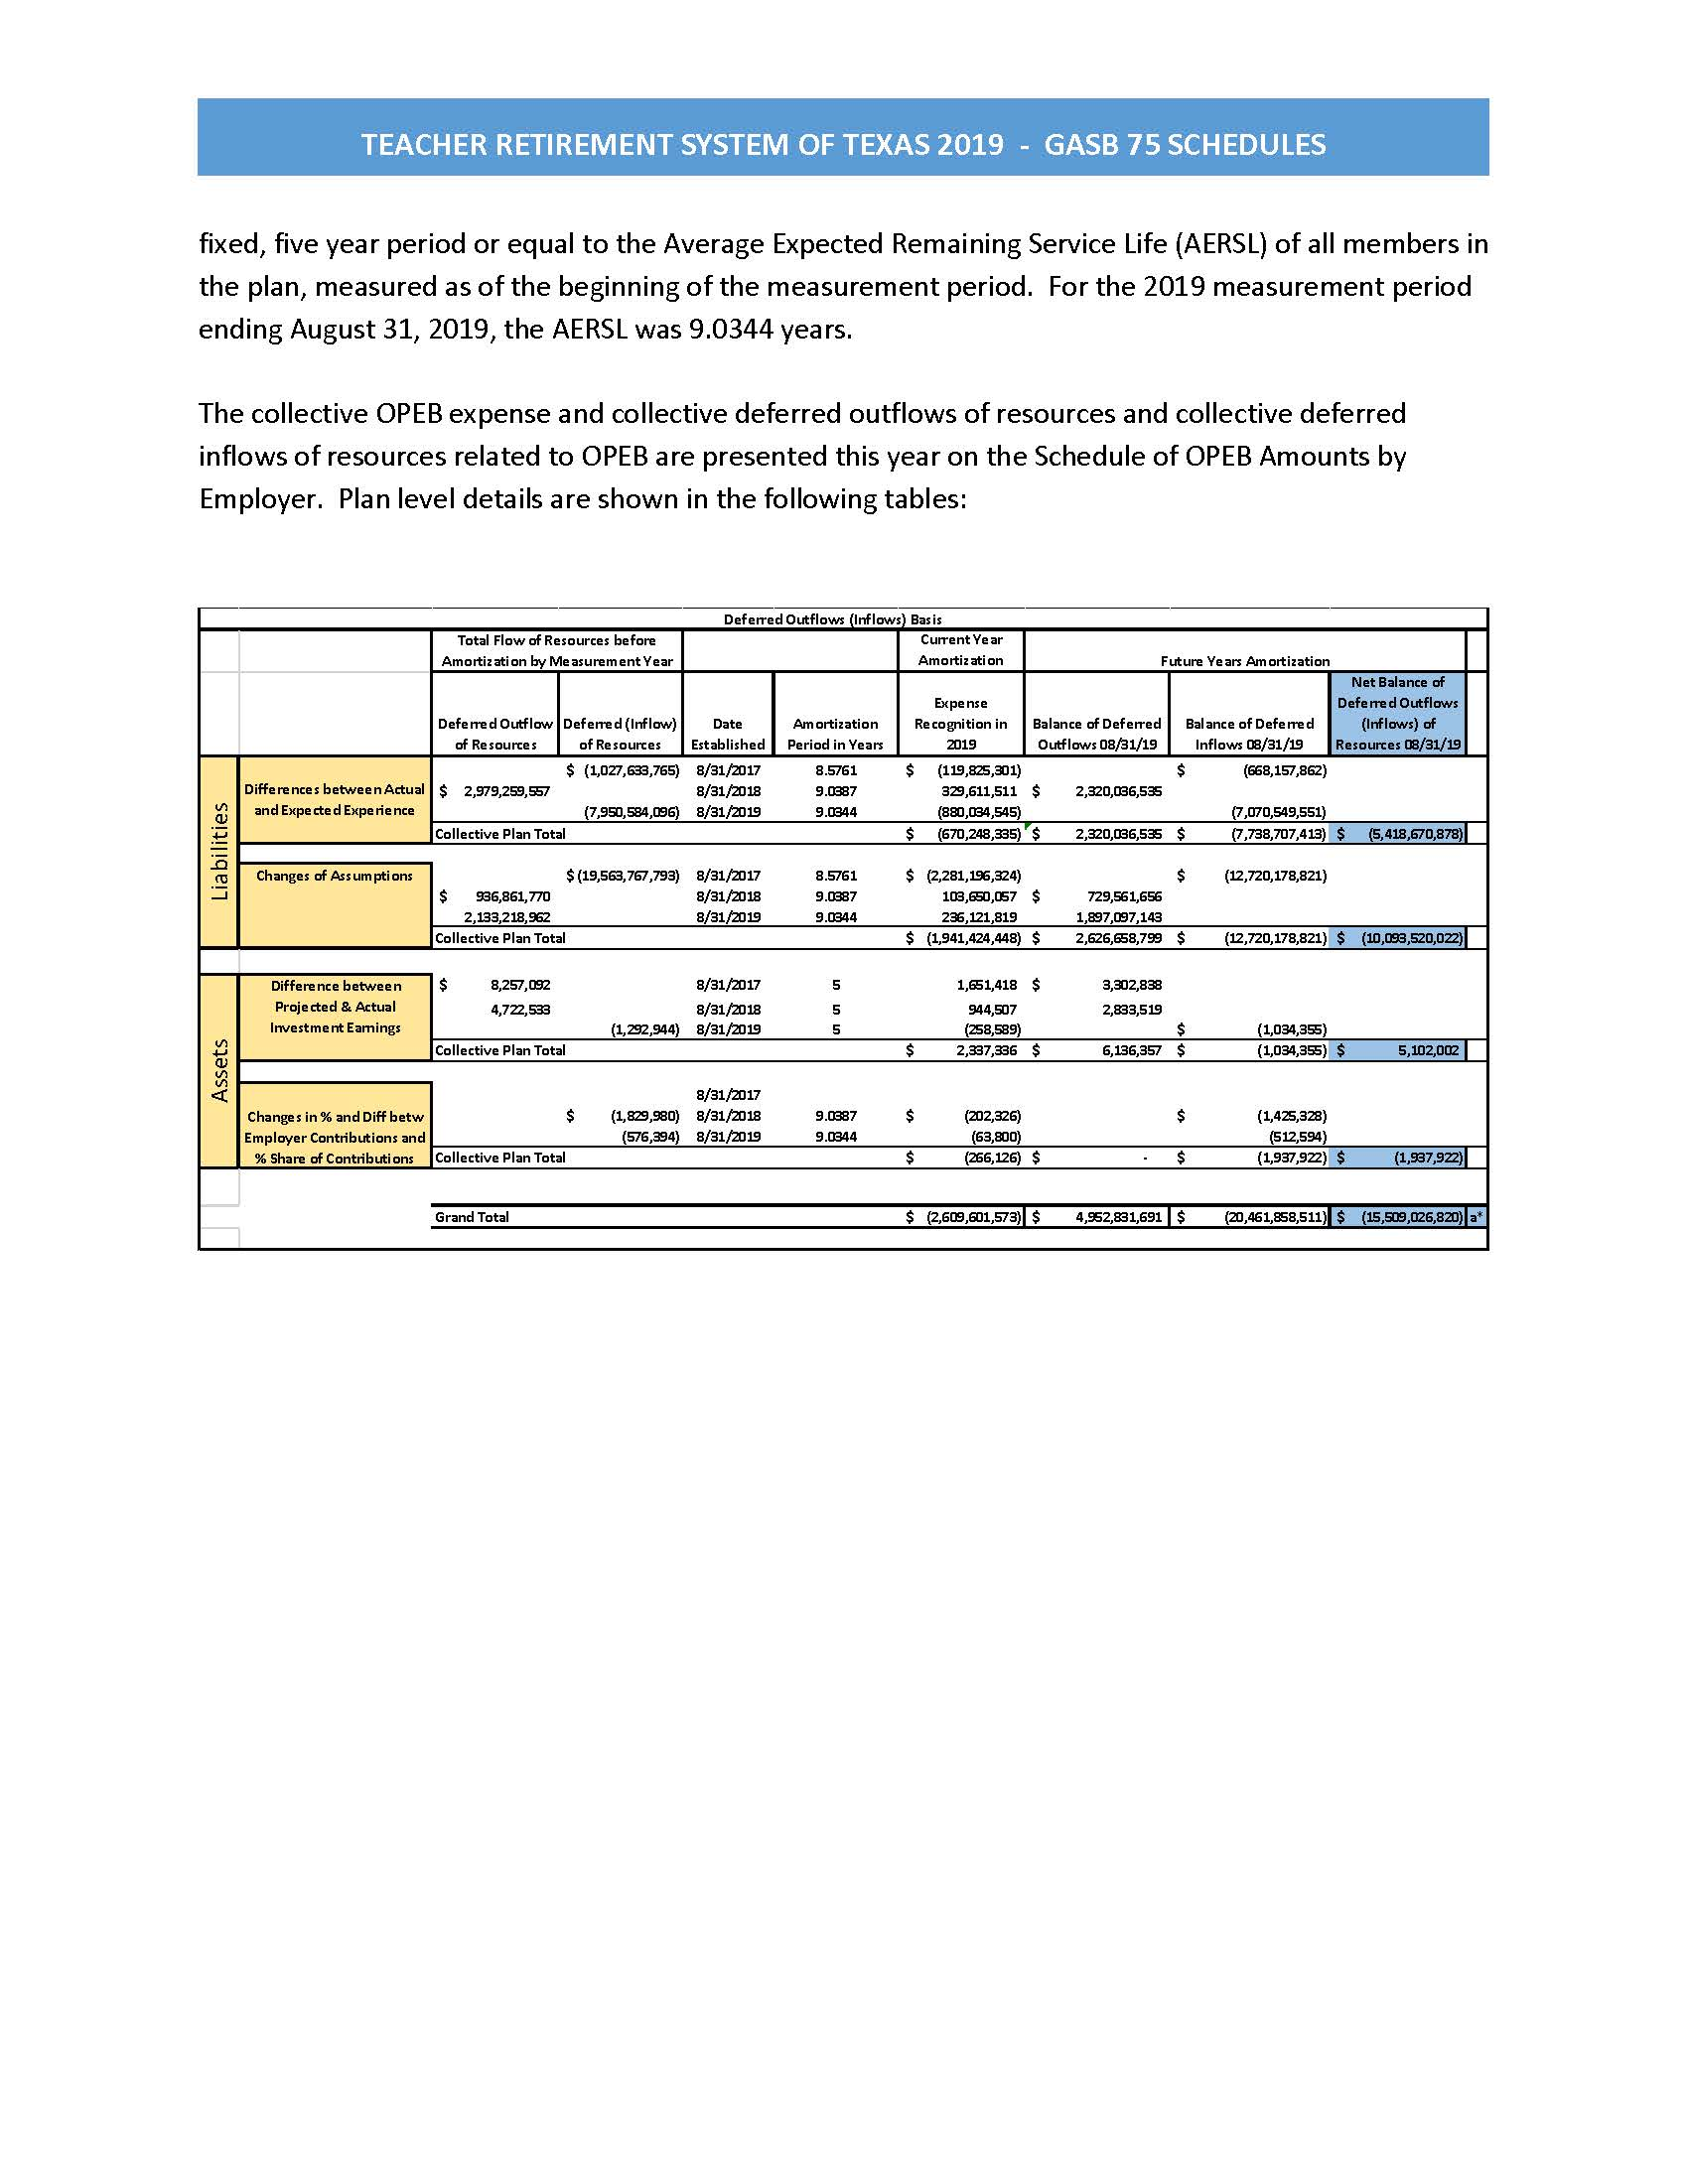 TEACHER RETIREMENT SYSTEM OF TEXAS 2019 - GASB 75 SCHEDULES
fixed, five year period or equal to the Average Expected Remaining Service Life (AERSL) of all members in
the plan, measured as of the beginning of the measurement period. For the 2019 measurement period
ending August 31, 2019, the AERSL was 9.0344 years.
The collective OPEB expense and collective deferred outflows of resources and collective deferred
inflows of resources related to OPEB are presented this year on the Schedule of OPEB Amounts by
Employer. Plan level details are shown in the following tables:
Deferred Outflows (Inflows) Basis
Total Flow of Resources before Current Year
Amortization by Measurement Year Amortization Future Years Amortization
Net Balance of
Expense Deferred Outflows
Deferred Outflow Deferred (Inflow) Date Amortization Recognition in Balance of Deferred Balance of Deferred (Inflows) of
of Resources of Resources Established Period in Years 2019 Outflows 08/31/19 Inflows 08/31/19 Resources 08/31/19
Liabilities
$ (1,027,633,765) 8/31/2017 8.5761 $ (119,825,301) $ (668,157,862)
Differences between Actual $ 2,979,259,557 8/31/2018 9.0387 329,611,511 $ 2,320,036,535
and Expected Experience (7,950,584,096) 8/31/2019 9.0344 (880,034,545) (7,070,549,551)
Collective Plan Total $ (670,248,335) $ 2,320,036,535 $ (7,738,707,413) $ (5,418,670,878)
Changes of Assumptions $ (19,563,767,793) 8/31/2017 8.5761 $ (2,281,196,324) $ (12,720,178,821)
$ 936,861,770 8/31/2018 9.0387 103,650,057 $ 729,561,656
2,133,218,962 8/31/2019 9.0344 236,121,819 1,897,097,143
Collective Plan Total $ (1,941,424,448) $ 2,626,658,799 $ (12,720,178,821) $ (10,093,520,022)
Assets
Difference between $ 8,257,092 8/31/2017 5 1,651,418 $ 3,302,838
Projected & Actual 4,722,533 8/31/2018 5 944,507 2,833,519
Investment Earnings (1,292,944) 8/31/2019 5 (258,589) $ (1,034,355)
Collective Plan Total $ 2,337,336 $ 6,136,357 $ (1,034,355) $ 5,102,002
8/31/2017
Changes in % and Diff betw $ (1,829,980) 8/31/2018 9.0387 $ (202,326) $ (1,425,328)
Employer Contributions and (576,394) 8/31/2019 9.0344 (63,800) (512,594)
% Share of Contributions Collective Plan Total $ (266,126) $ - $ (1,937,922) $ (1,937,922)
Grand Total $ (2,609,601,573) $ 4,952,831,691 $ (20,461,858,511) $ (15,509,026,820) a*